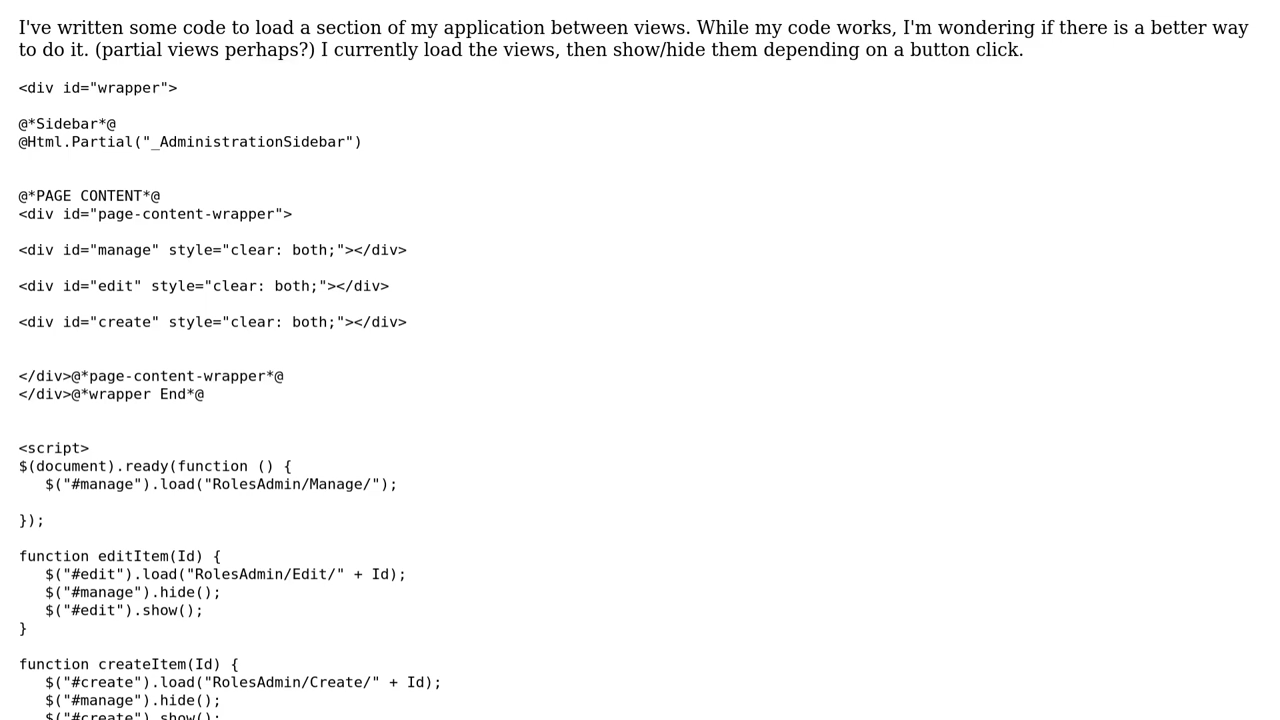 I've written some code to load a section of my application between views. While my code works, I'm wondering if there is a better way
to do it. (partial views perhaps?) I currently load the views, then show/hide them depending on a button click.
<div id="wrapper">
@*Sidebar*@
@Html.Partial("_AdministrationSidebar")
@*PAGE CONTENT*@
<div id="page-content-wrapper">
<div id="manage" style="clear: both;"></div>
<div id="edit" style="clear: both;"></div>
<div id="create" style="clear: both;"></div>
</div>@*page-content-wrapper*@
</div>@*wrapper End*@
<script>
$(document).ready(function () {
   $("#manage").load("RolesAdmin/Manage/");
});
function editItem(Id) {
   $("#edit").load("RolesAdmin/Edit/" + Id);
   $("#manage").hide();
   $("#edit").show();
}
function createItem(Id) {
   $("#create").load("RolesAdmin/Create/" + Id);
   $("#manage").hide();
   $("#create").show();